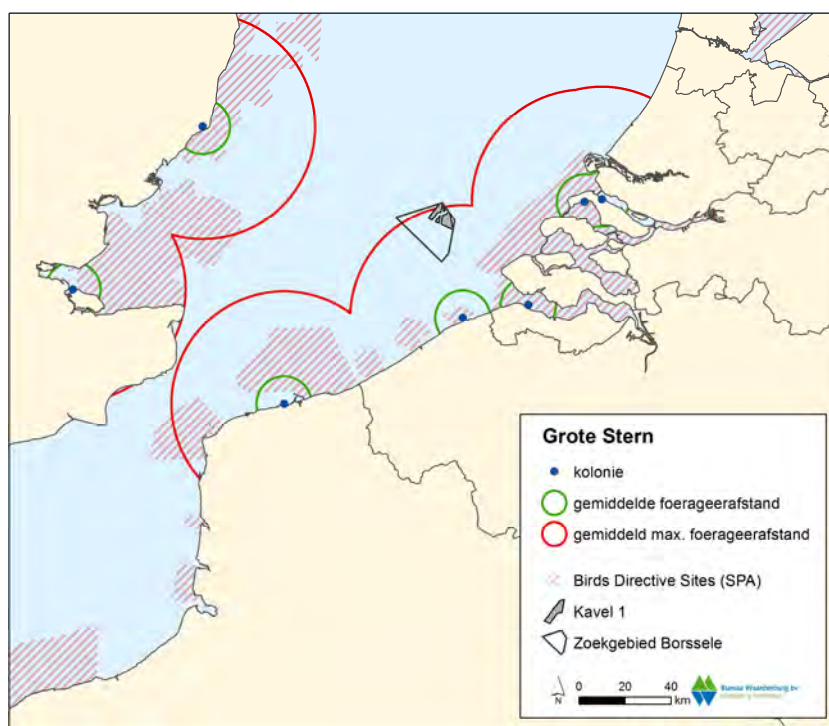 Grote Stern
kolonie
gemiddelde foerageerafstand
gemiddeld max. foerageerafstand
Birds Directive Sites (SPA)
Kavel 1
Zoekgebied Borssele
N
0 20 40
km
Bureau Waardenburg bv